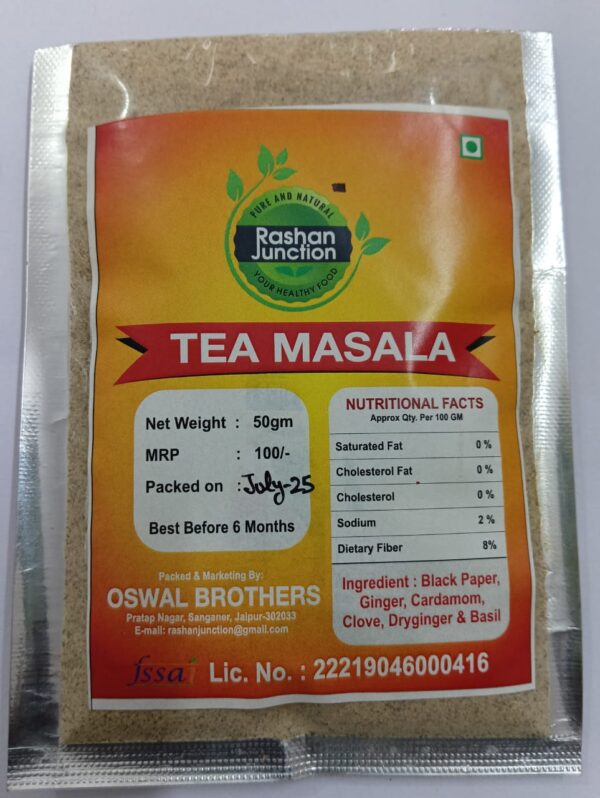 PURE AND NATURAL
Rashan
Junction
YOUR HEALTHY FOOD
TEA MASALA
Net Weight : 50gm
MRP : 100/-
Packed on : July-25
Best Before 6 Months
NUTRITIONAL FACTS
Approx Qty. Per 100 GM
Saturated Fat 0 %
Cholesterol Fat 0 %
Cholesterol 0 %
Sodium 2 %
Dietary Fiber 8%
Packed & Marketing By:
OSWAL BROTHERS
Pratap Nagar, Sanganer, Jaipur-302033
E-mail: rashanjunction@gmail.com
Ingredient : Black Paper,
Ginger, Cardamom,
Clove, Dryginger & Basil
fssai Lic. No. : 22219046000416